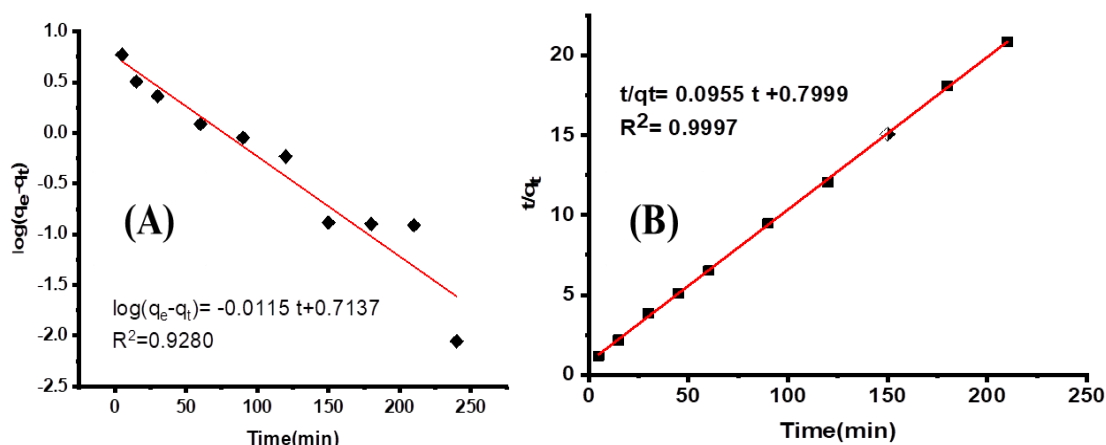 1.0
0.5
0.0
-0.5
-1.0
-1.5
-2.0
-2.5
log(qe-qt)
(A)
log(qe-qt)= -0.0115 t+0.7137
R²=0.9280
0 50 100 150 200 250
Time(min)
20
15
10
5
0
t/qt
t/qt= 0.0955 t +0.7999
R²= 0.9997
(B)
0 50 100 150 200 250
Time(min)